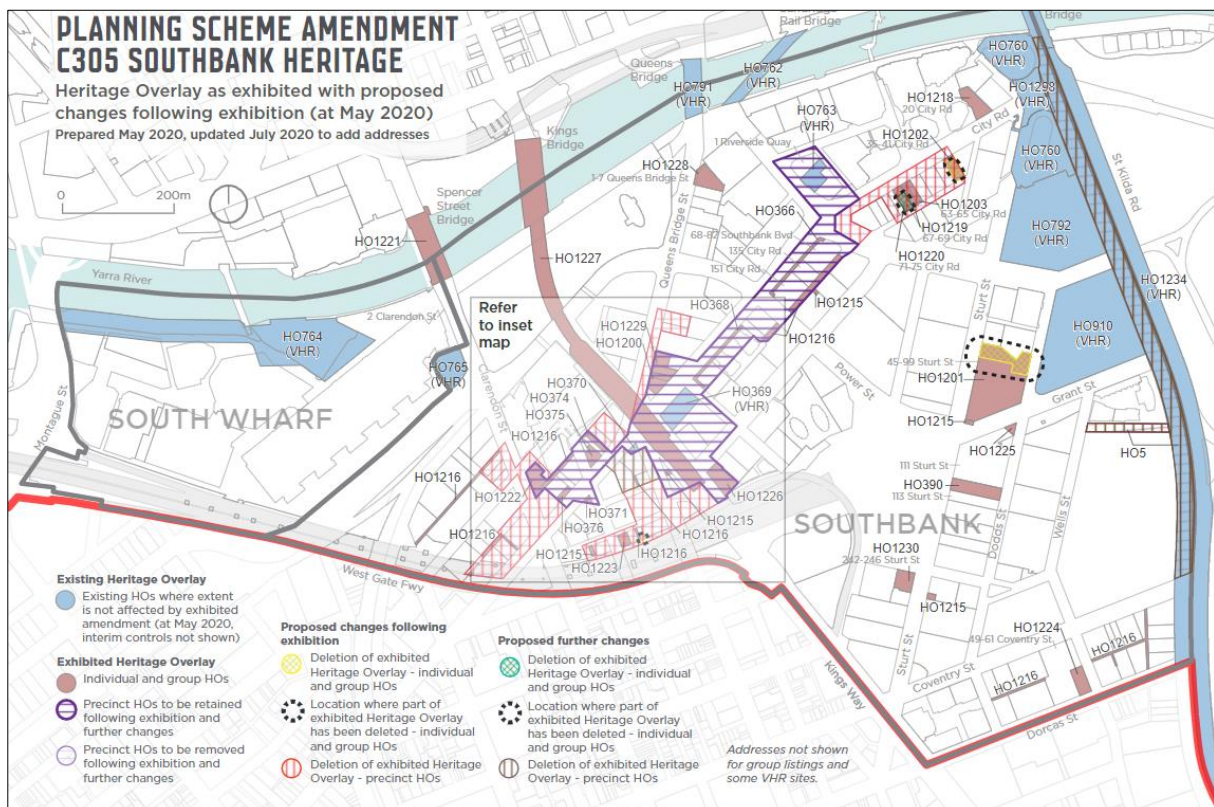 PLANNING SCHEME AMENDMENT
C305 SOUTHBANK HERITAGE
Heritage Overlay as exhibited with proposed
changes following exhibition (at May 2020)
Prepared May 2020, updated July 2020 to add addresses
0
200m
Rail Bridge
Bridge
Queens
Bridge
Kings
Bridge
Spencer
Street
Bridge
HO1221
Yarra River
2 Clarendon St
HO764
(VHR)
HO765
(VHR)
Montague St
SOUTH WHARF
HO791
(VHR)
HO762
(VHR)
HO763
(VHR)
1 Riverside Quay
HO1228
1-7 Queens Bridge St
Queens Bridge St
HO1227
HO366
68-82 Southbank Bvd
135 City Rd
151 City Rd
HO760
(VHR)
HO1298
(VHR)
HO1218
20 City Rd
City Rd
HO1202
35-41 City Rd
HO760
(VHR)
HO1203
63-65 City Rd
HO1219
67-69 City Rd
HO1220
71-75 City Rd
St Kilda Rd
HO792
(VHR)
HO1234
(VHR)
HO910
(VHR)
Refer
to inset
map
HO368
HO1215
HO1216
HO1229
HO1200
HO370
HO374
HO375
HO369
(VHR)
Clarendon St
HO1216
HO1216
HO1222
HO1216
HO371
HO376
HO1215
HO1223
HO1216
HO1216
HO1215
HO1226
Power St
Sturt St
45-99 Sturt St
HO1201
HO1215
Grant St
HO1225
HO5
111 Sturt St
HO390
113 Sturt St
SOUTHBANK
Dodds St
Wells St
HO1230
242-246 Sturt St
HO1215
HO1224
49-61 Coventry St
HO1216
HO1216
Sturt St
Coventry St
Dorcas St
Kings Way
West Gate Fwy
Existing Heritage Overlay
Existing HOs where extent
is not affected by exhibited
amendment (at May 2020,
interim controls not shown)
Exhibited Heritage Overlay
Individual and group HOs
Precinct HOs to be retained
following exhibition and
further changes
Precinct HOs to be removed
following exhibition and
further changes
Proposed changes following
exhibition
Deletion of exhibited
Heritage Overlay - individual
and group HOs
Location where part of
exhibited Heritage Overlay
has been deleted - individual
and group HOs
Deletion of exhibited Heritage
Overlay - precinct HOs
Proposed further changes
Deletion of exhibited
Heritage Overlay - individual
and group HOs
Location where part of
exhibited Heritage Overlay
has been deleted - individual
and group HOs
Deletion of exhibited Heritage
Overlay - precinct HOs
Addresses not shown
for group listings and
some VHR sites.